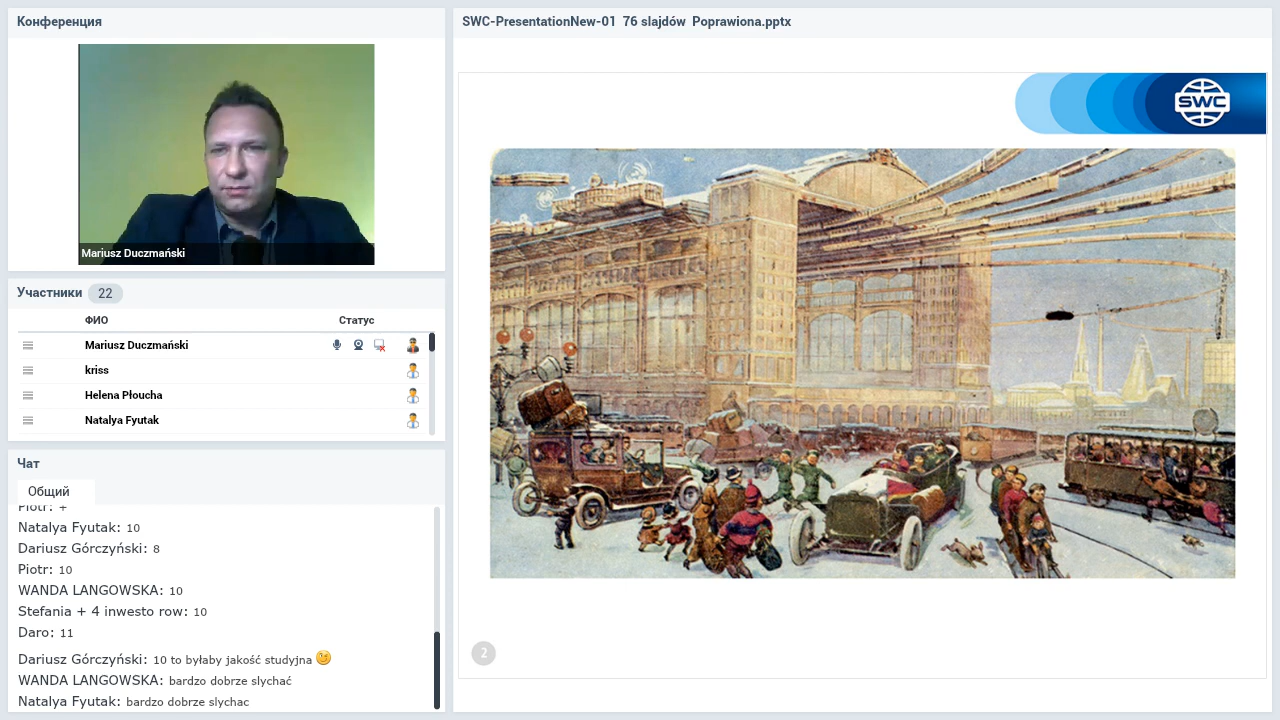 Конференция
Mariusz Duczmański
Участники 22
ФИО Статус
Mariusz Duczmański
kriss
Helena Płoucha
Natalya Fyutak
Чат
Общий
Piotr: +
Natalya Fyutak: 10
Dariusz Górczyński: 8
Piotr: 10
WANDA LANGOWSKA: 10
Stefania + 4 inwesto row: 10
Daro: 11
Dariusz Górczyński: 10 to byłaby jakość studyjna
WANDA LANGOWSKA: bardzo dobrze slychać
Natalya Fyutak: bardzo dobrze slychac
SWC-PresentationNew-01 76 slajdów Poprawiona.pptx
SWC
2